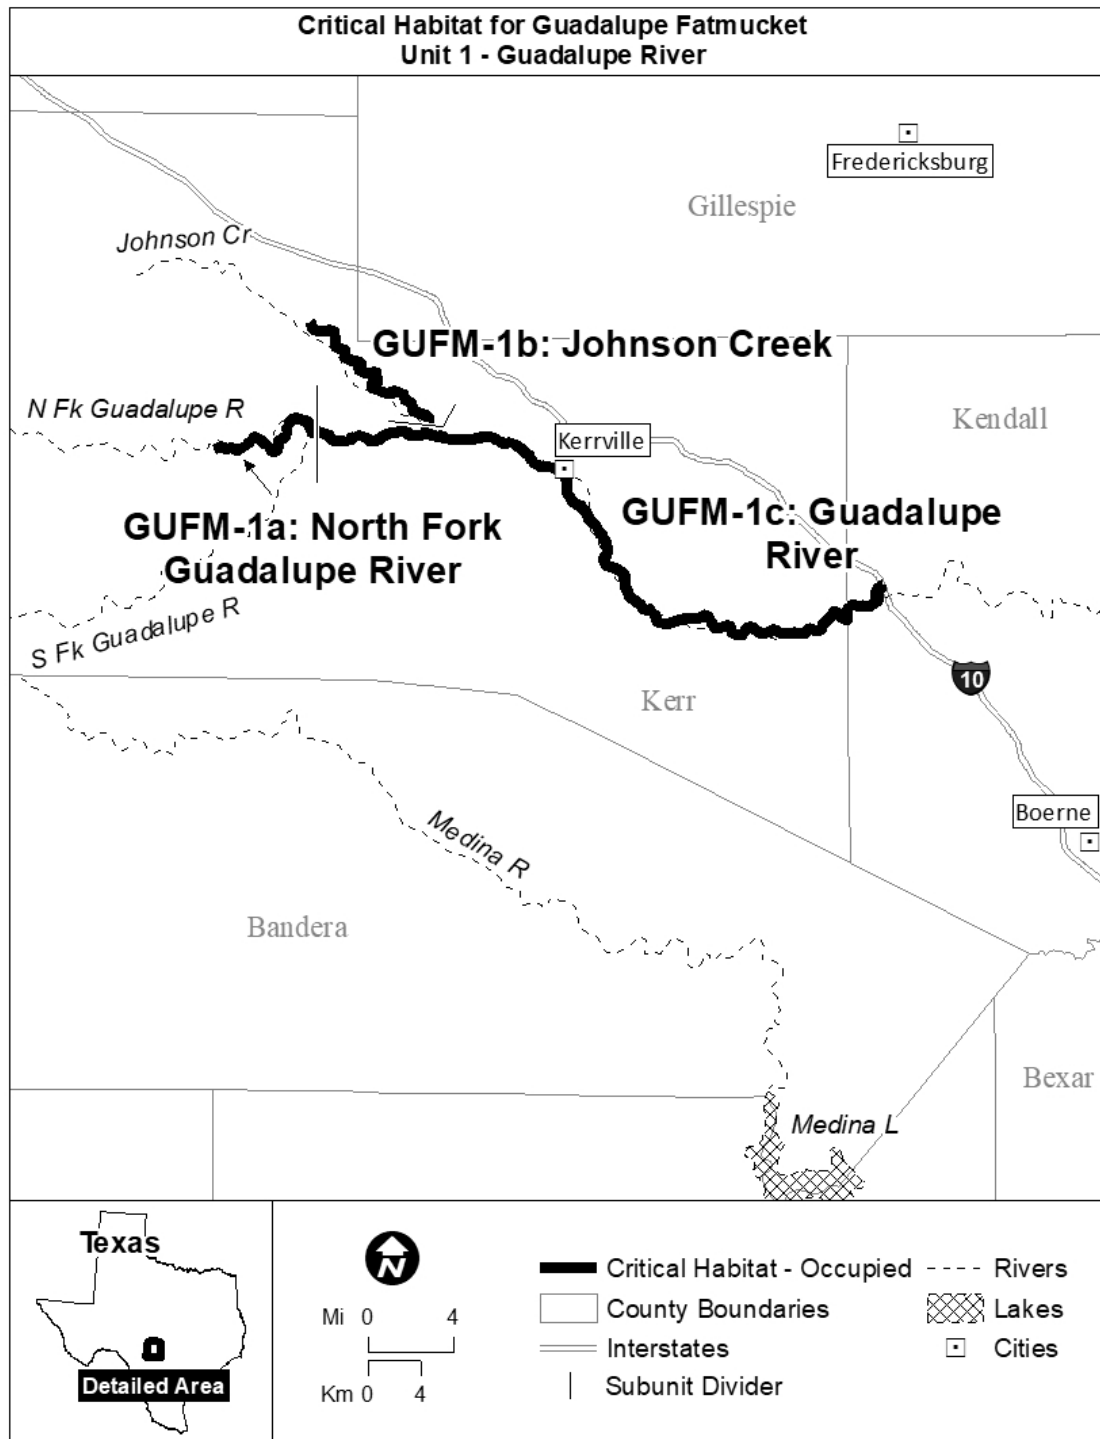 Critical Habitat for Guadalupe Fatmucket
Unit 1 - Guadalupe River
Fredericksburg
Gillespie
Johnson Cr
GUFM-1b: Johnson Creek
N Fk Guadalupe R
Kendall
Kerrville
GUFM-1a: North Fork
Guadalupe River
GUFM-1c: Guadalupe
River
S Fk Guadalupe R
10
Kerr
Boerne
Medina R
Bandera
Bexar
Medina L
Texas
Detailed Area
N
Mi 0 4
Km 0 4
Critical Habitat - Occupied
County Boundaries
Interstates
Subunit Divider
Rivers
Lakes
Cities